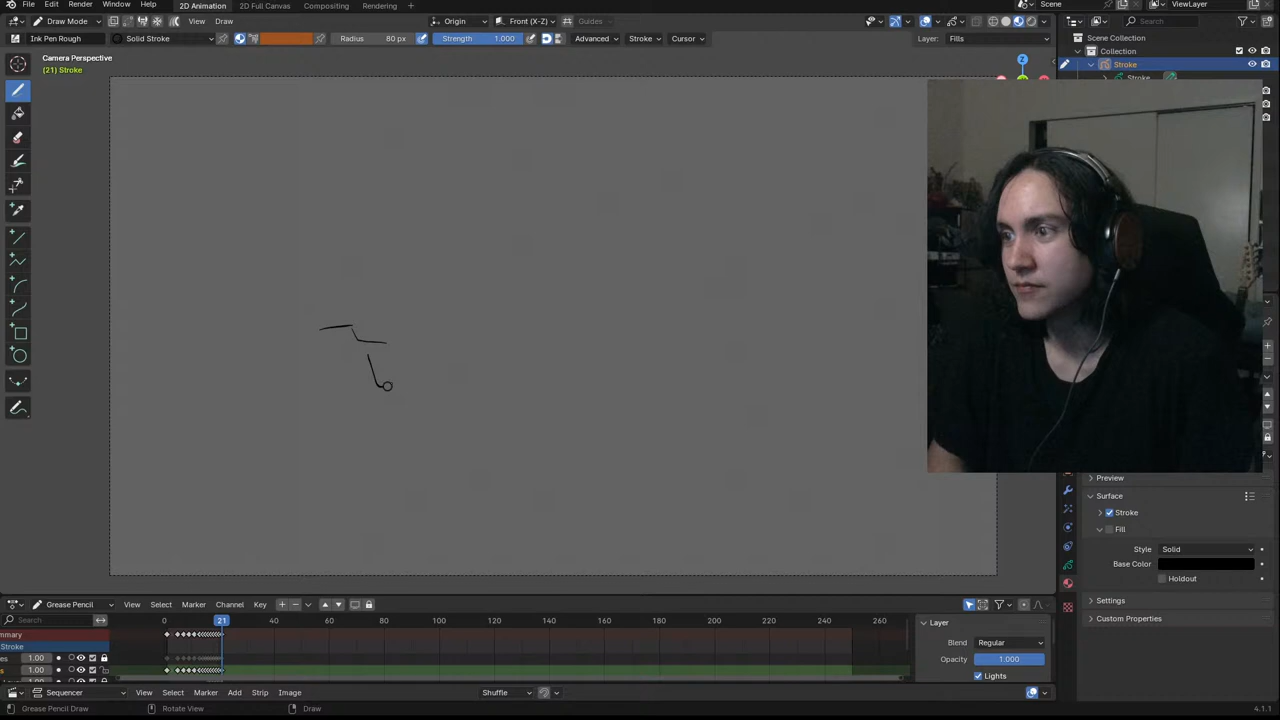 File Edit Render Window Help 2D Animation 2D Full Canvas Compositing Rendering Scene ViewLayer
Draw Mode View Draw Origin Front (X-Z) Guides
Ink Pen Rough Solid Stroke Radius 80 px Strength 1.000 Advanced Stroke Cursor Layer: Fills
Scene Collection
Collection
Stroke
Stroke
Camera Perspective
(21) Stroke
Preview
Surface
Stroke
Fill
Style Solid
Base Color
Holdout
Settings
Custom Properties
Grease Pencil View Select Marker Channel Key
Search 0 21 40 60 80 100 120 140 160 180 200 220 240 260
mmary
Stroke
es 1.00
s 1.00
Layer
Blend Regular
Opacity 1.000
Lights
Sequencer View Select Marker Add Strip Image Shuffle
Grease Pencil Draw Rotate View Draw 4.1.1